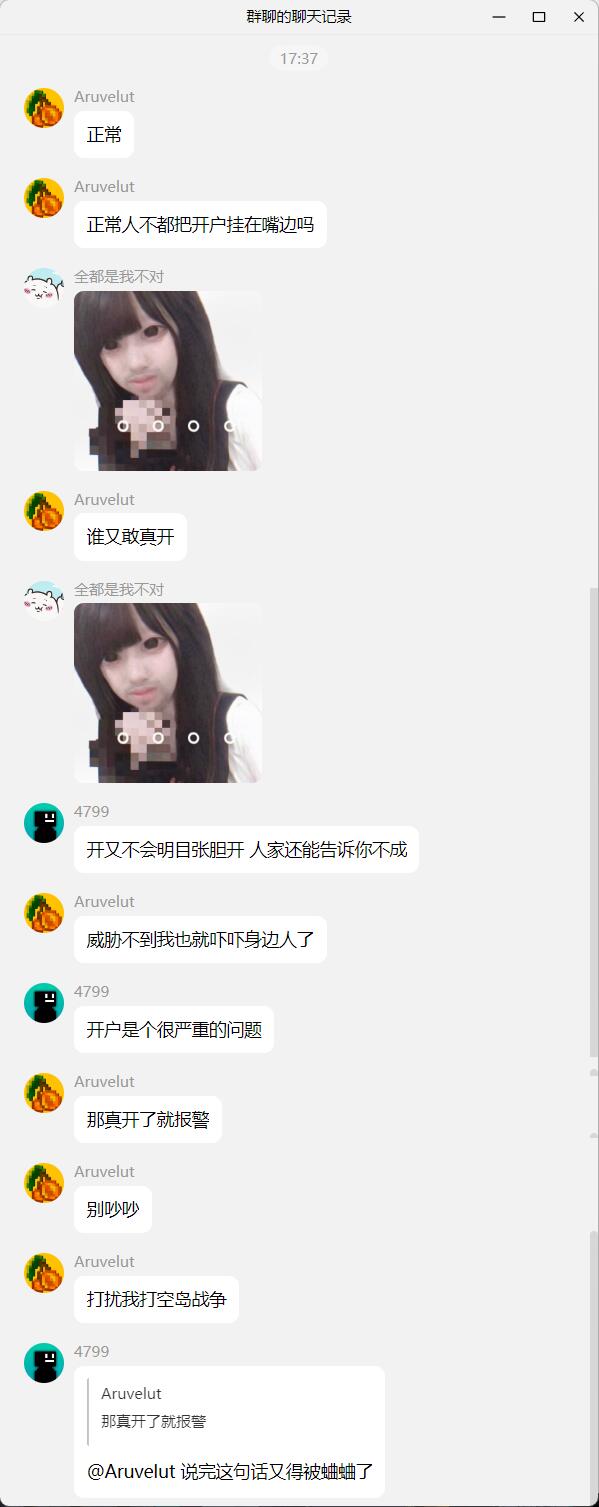 群聊的聊天记录
17:37
Aruvelut
正常
Aruvelut
正常人不都把开户挂在嘴边吗
全都是我不对
Aruvelut
谁又敢真开
全都是我不对
4799
开又不会明目张胆开 人家还能告诉你不成
Aruvelut
威胁不到我也就吓吓身边人了
4799
开户是个很严重的问题
Aruvelut
那真开了就报警
Aruvelut
别吵吵
Aruvelut
打扰我打空岛战争
4799
Aruvelut
那真开了就报警
@Aruvelut 说完这句话又得被蛐蛐了